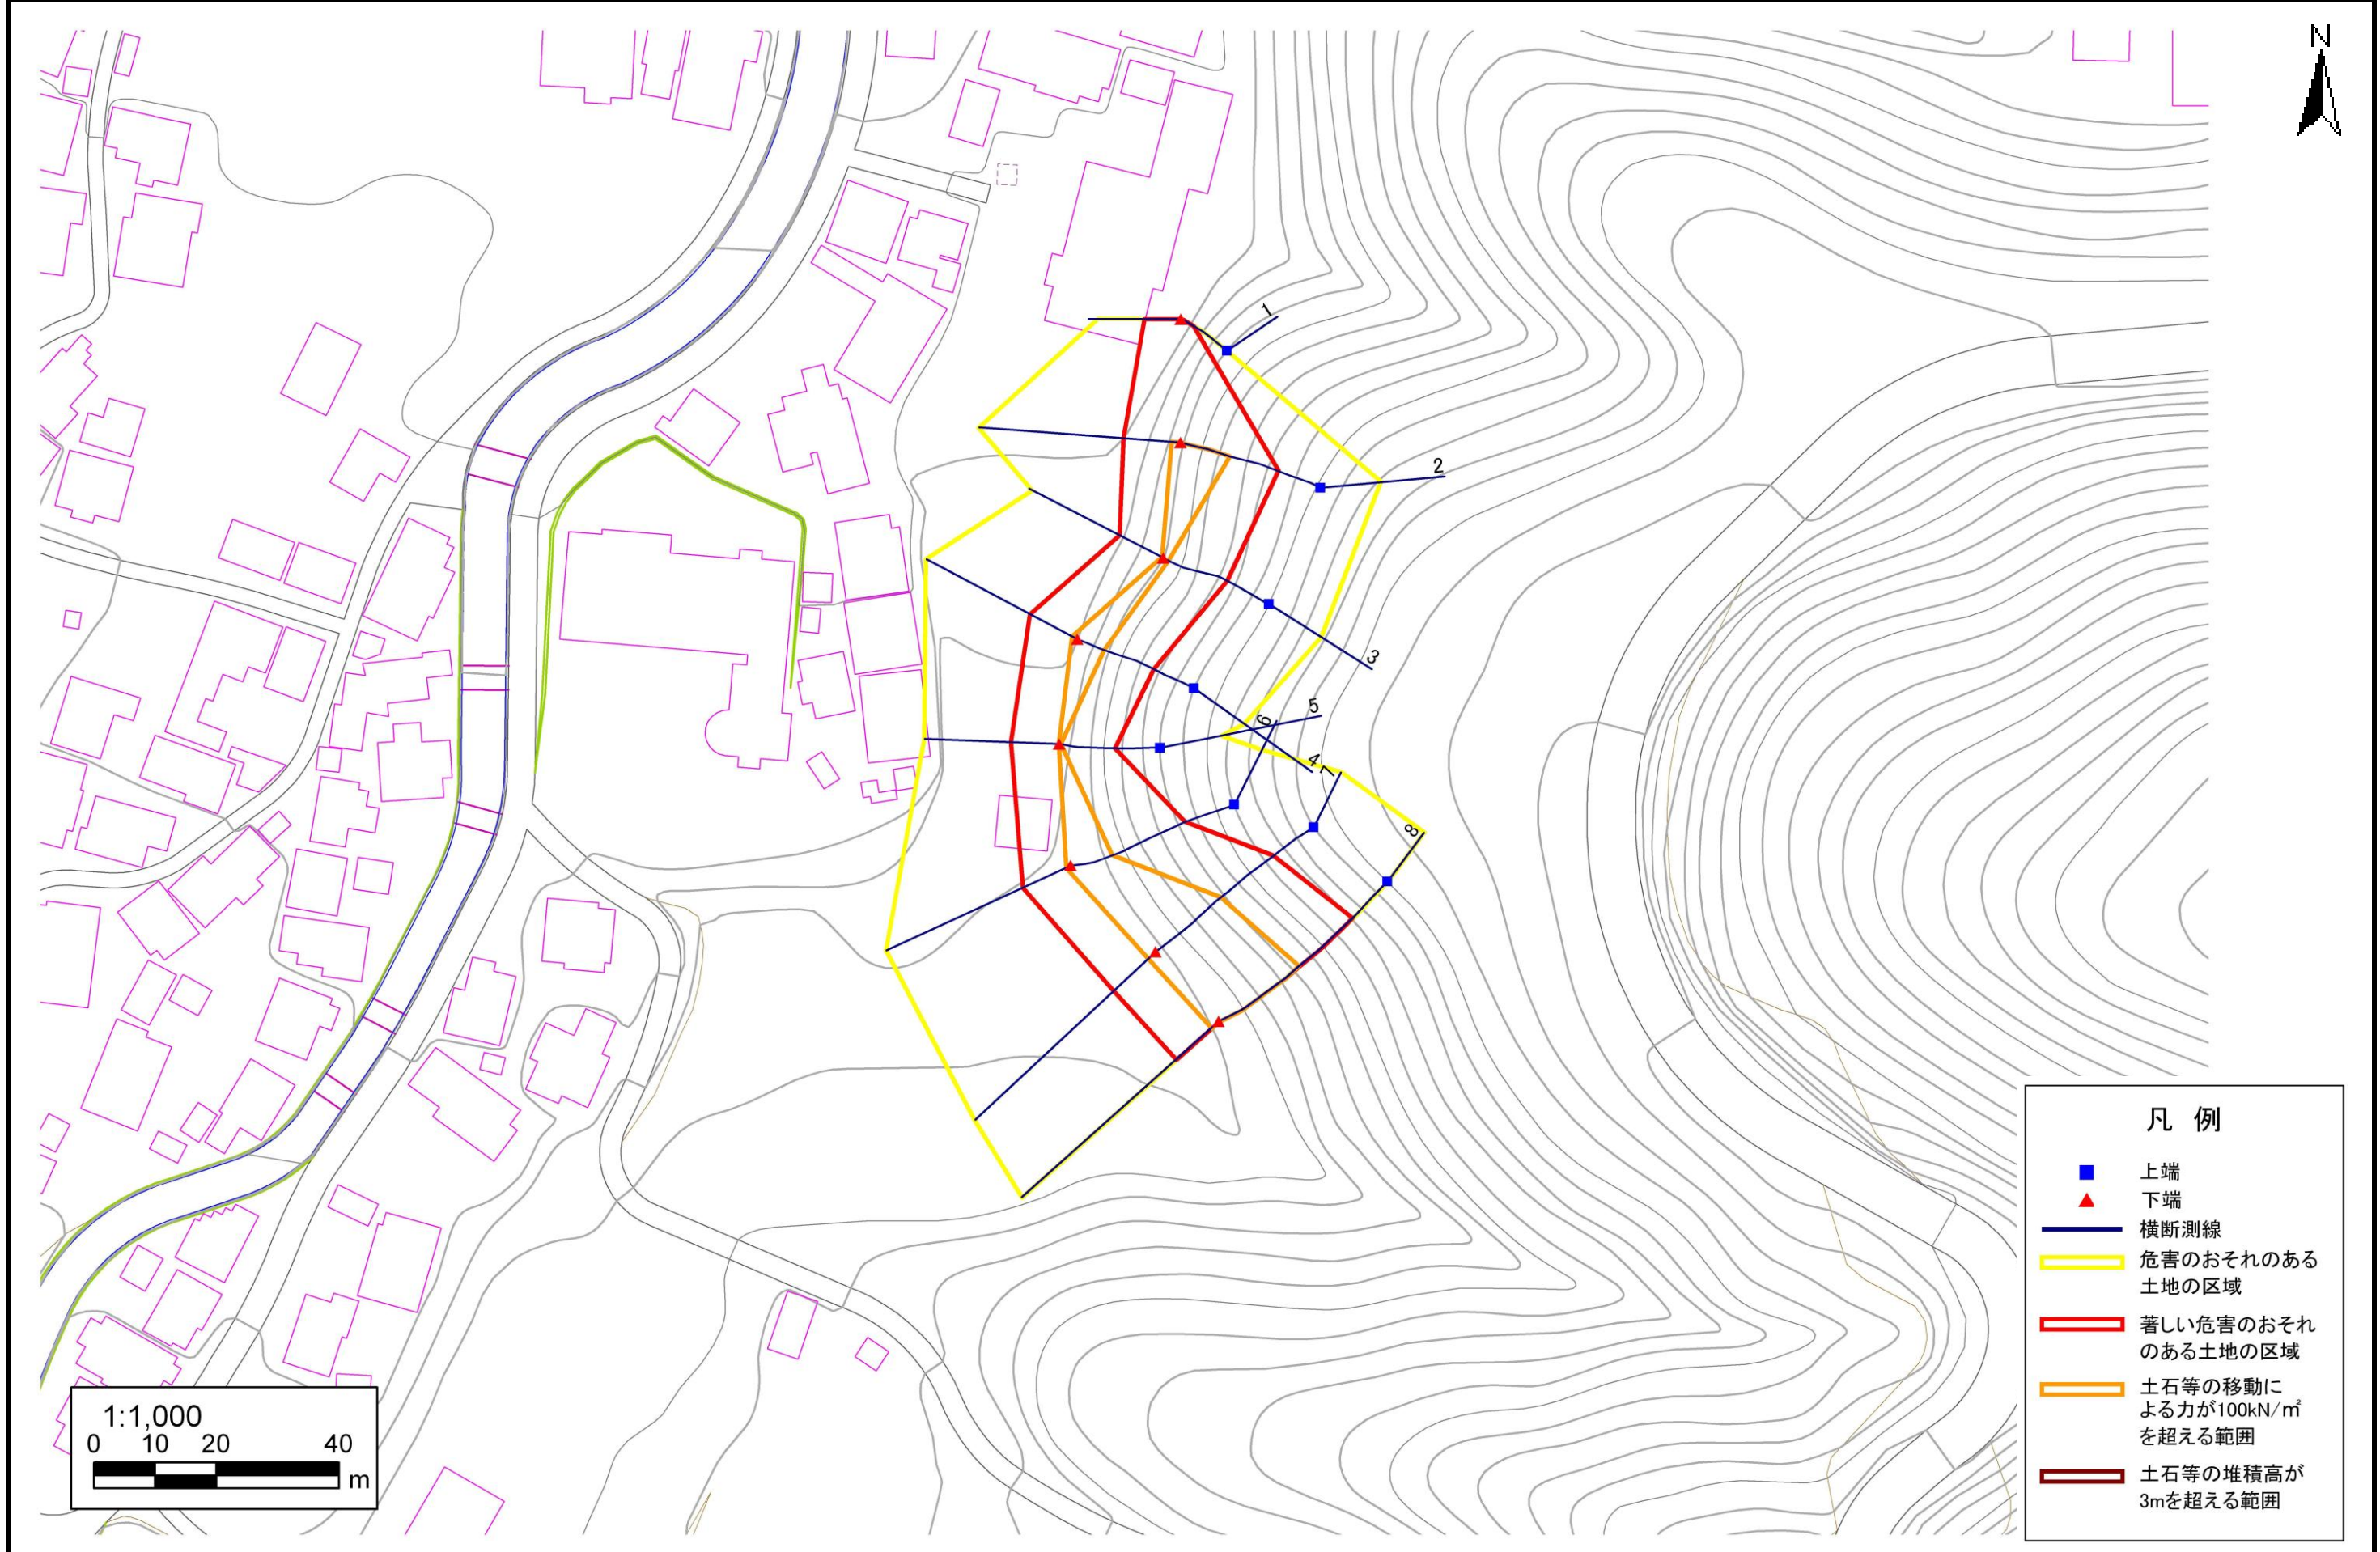 N
1
2
3
5
6
4
7
8
凡 例
上端
下端
横断測線
危害のおそれのある
土地の区域
著しい危害のおそれ
のある土地の区域
土石等の移動に
よる力が100kN/㎡
を超える範囲
土石等の堆積高が
3mを超える範囲
1:1,000
0 10 20 40
m